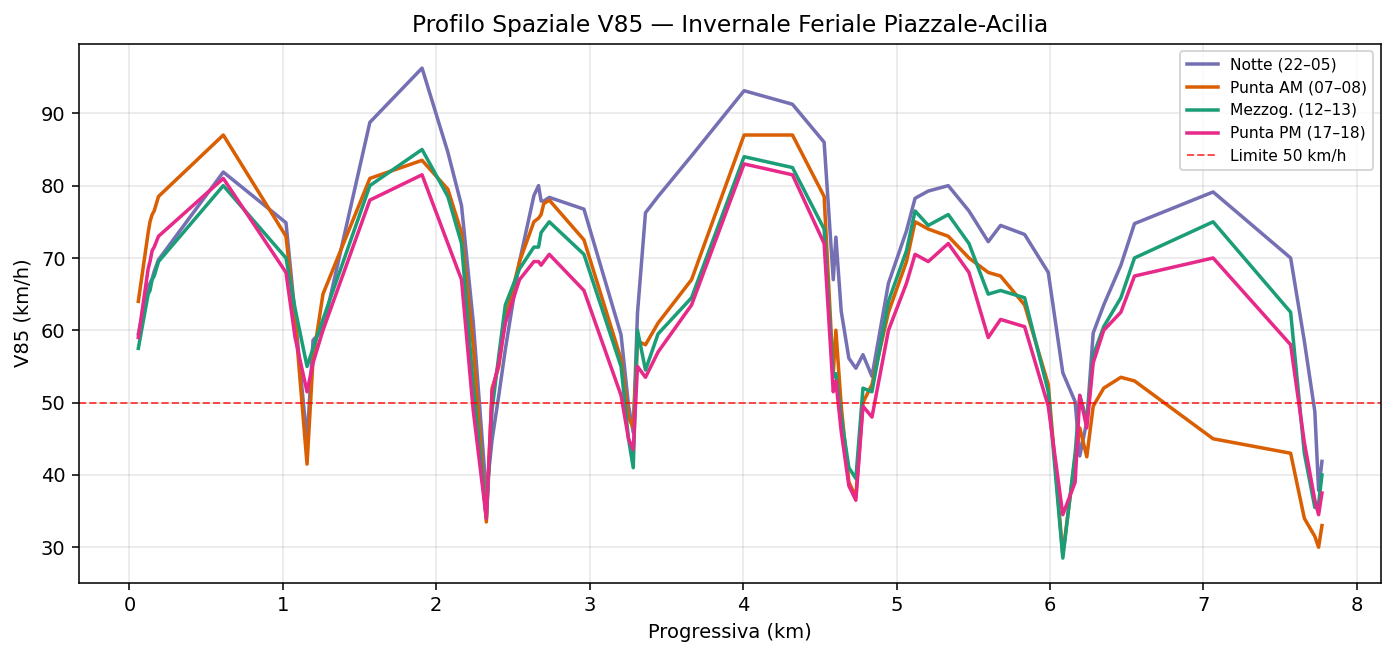 Profilo Spaziale V85 — Invernale Feriale Piazzale-Acilia
Notte (22–05)
Punta AM (07–08)
Mezzog. (12–13)
Punta PM (17–18)
Limite 50 km/h
V85 (km/h)
90
80
70
60
50
40
30
0 1 2 3 4 5 6 7 8
Progressiva (km)